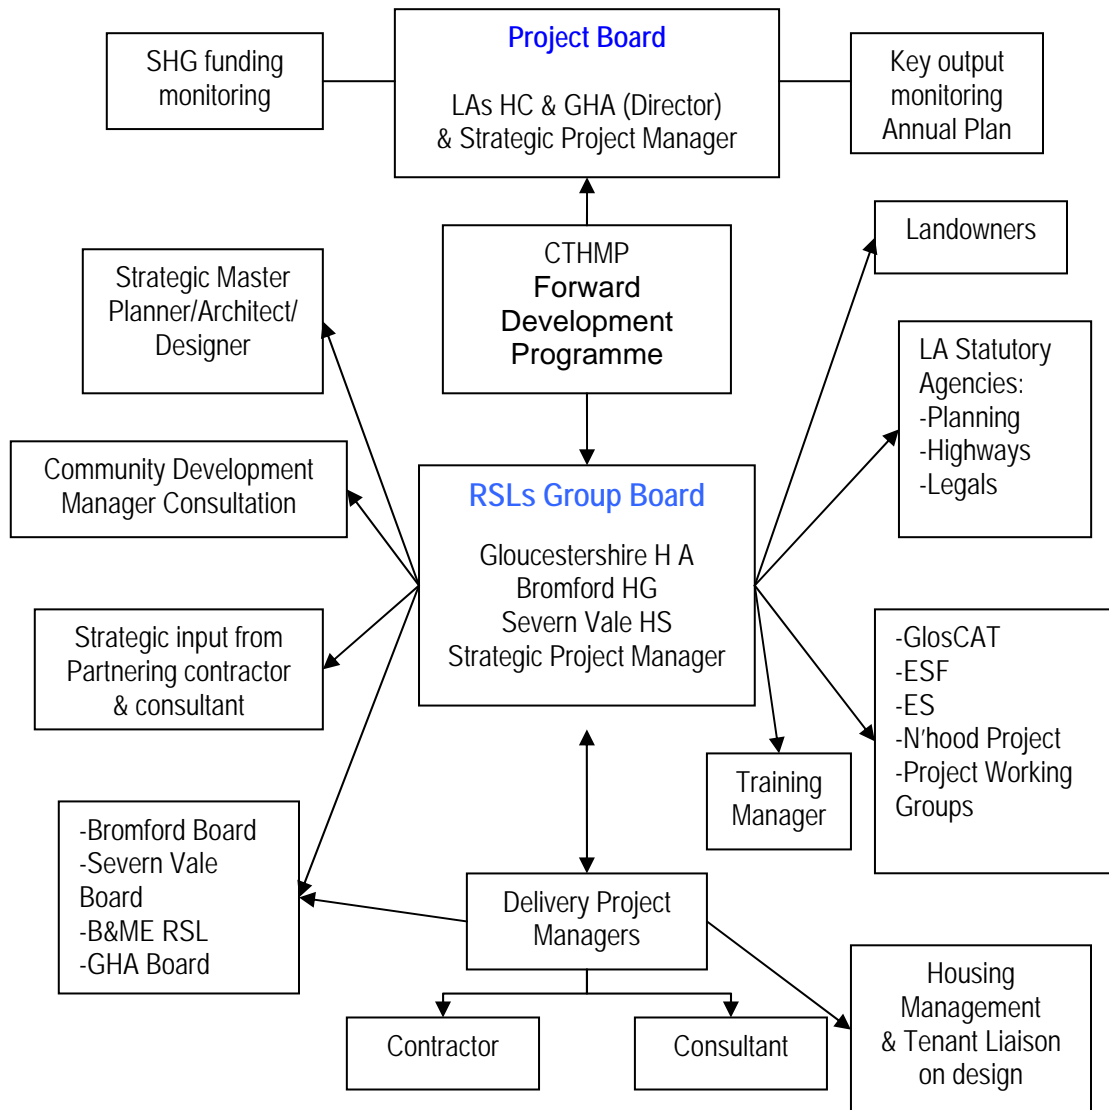 SHG funding
monitoring
Project Board
LAs HC & GHA (Director)
& Strategic Project Manager
Key output
monitoring
Annual Plan
Strategic Master
Planner/Architect/
Designer
CTHMP
Forward
Development
Programme
Landowners
LA Statutory
Agencies:
-Planning
-Highways
-Legals
Community Development
Manager Consultation
RSLs Group Board
Gloucestershire H A
Bromford HG
Severn Vale HS
Strategic Project Manager
Strategic input from
Partnering contractor
& consultant
-GlosCAT
-ESF
-ES
-N'hood Project
-Project Working
Groups
Training
Manager
-Bromford Board
-Severn Vale
Board
-B&ME RSL
-GHA Board
Delivery Project
Managers
Housing
Management
& Tenant Liaison
on design
Contractor
Consultant